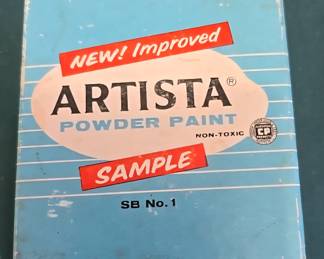 NEW! Improved
ARTISTA®
POWDER PAINT
NON-TOXIC
CP
SAMPLE
SB No. 1